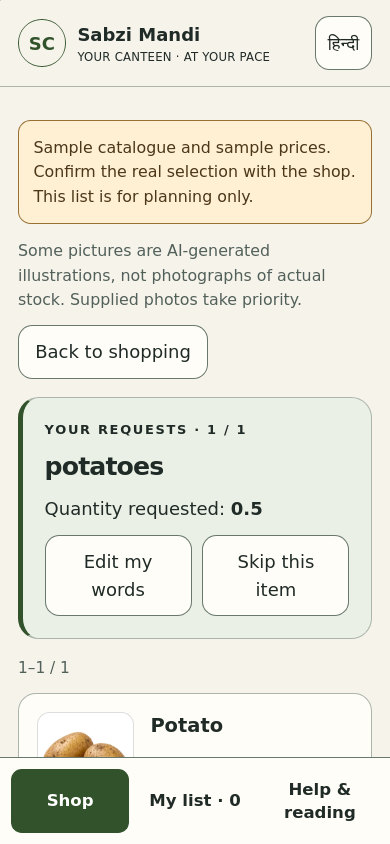 SC
Sabzi Mandi
YOUR CANTEEN · AT YOUR PACE
हिन्दी
Sample catalogue and sample prices.
Confirm the real selection with the shop.
This list is for planning only.
Some pictures are AI-generated
illustrations, not photographs of actual
stock. Supplied photos take priority.
Back to shopping
YOUR REQUESTS · 1 / 1
potatoes
Quantity requested: 0.5
Edit my
words
Skip this
item
1–1 / 1
Potato
Shop
My list · 0
Help &
reading